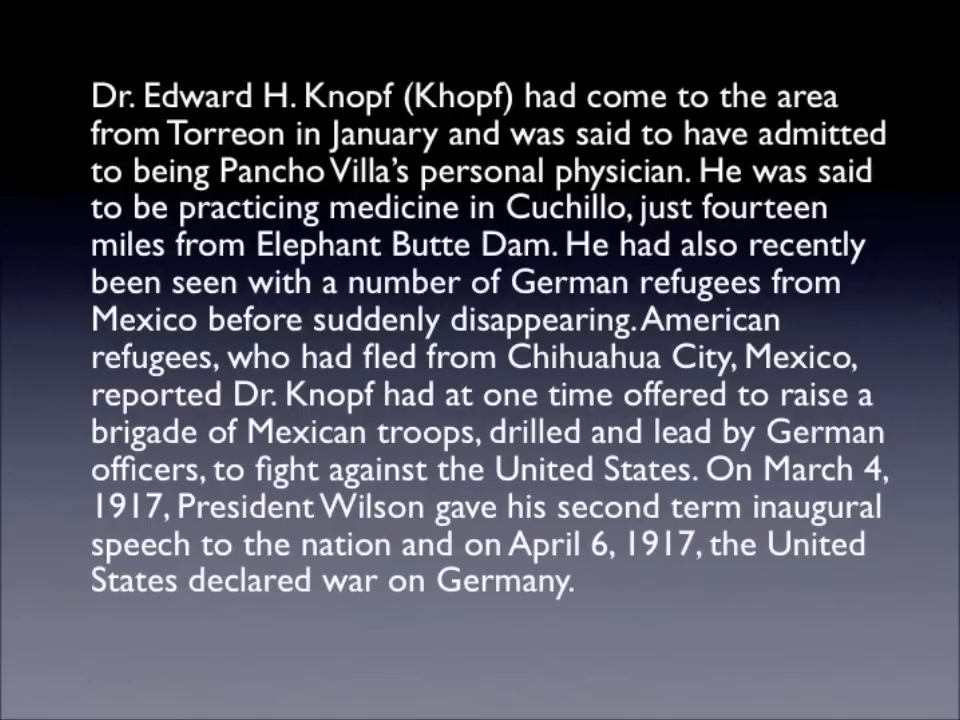 Dr. Edward H. Knopf (Khopf) had come to the area
from Torreon in January and was said to have admitted
to being Pancho Villa’s personal physician. He was said
to be practicing medicine in Cuchillo, just fourteen
miles from Elephant Butte Dam. He had also recently
been seen with a number of German refugees from
Mexico before suddenly disappearing. American
refugees, who had fled from Chihuahua City, Mexico,
reported Dr. Knopf had at one time offered to raise a
brigade of Mexican troops, drilled and lead by German
officers, to fight against the United States. On March 4,
1917, President Wilson gave his second term inaugural
speech to the nation and on April 6, 1917, the United
States declared war on Germany.